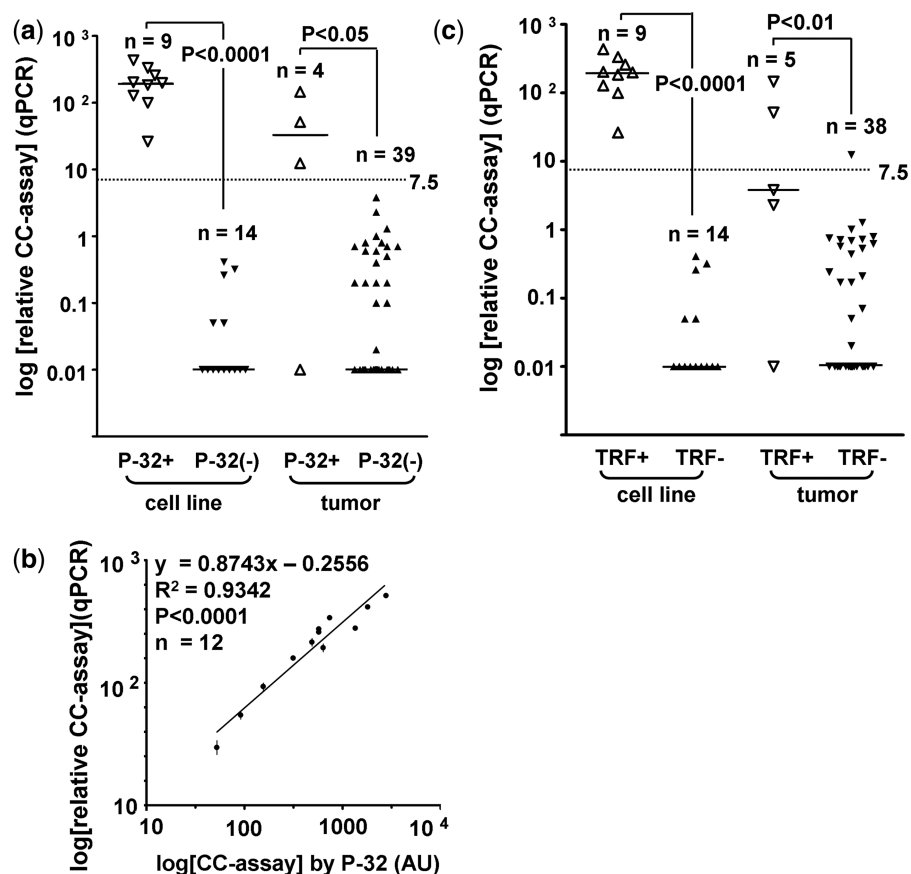 (a)
log [relative CC-assay] (qPCR)
10 3
10 2
10
1
0.1
0.01
n = 9
P<0.0001
n = 14
P<0.05
n = 4
n = 39
7.5
P-32+ P-32(-) P-32+ P-32(-)
cell line tumor
(c)
log [relative CC-assay] (qPCR)
10 3
10 2
10
1
0.1
0.01
n = 9
P<0.0001
n = 14
P<0.01
n = 5
n = 38
7.5
TRF+ TRF- TRF+ TRF-
cell line tumor
(b)
log[relative CC-assay](qPCR)
10 3
10 2
10
y = 0.8743x – 0.2556
R2 = 0.9342
P<0.0001
n = 12
10 100 1000 10 4
log[CC-assay] by P-32 (AU)